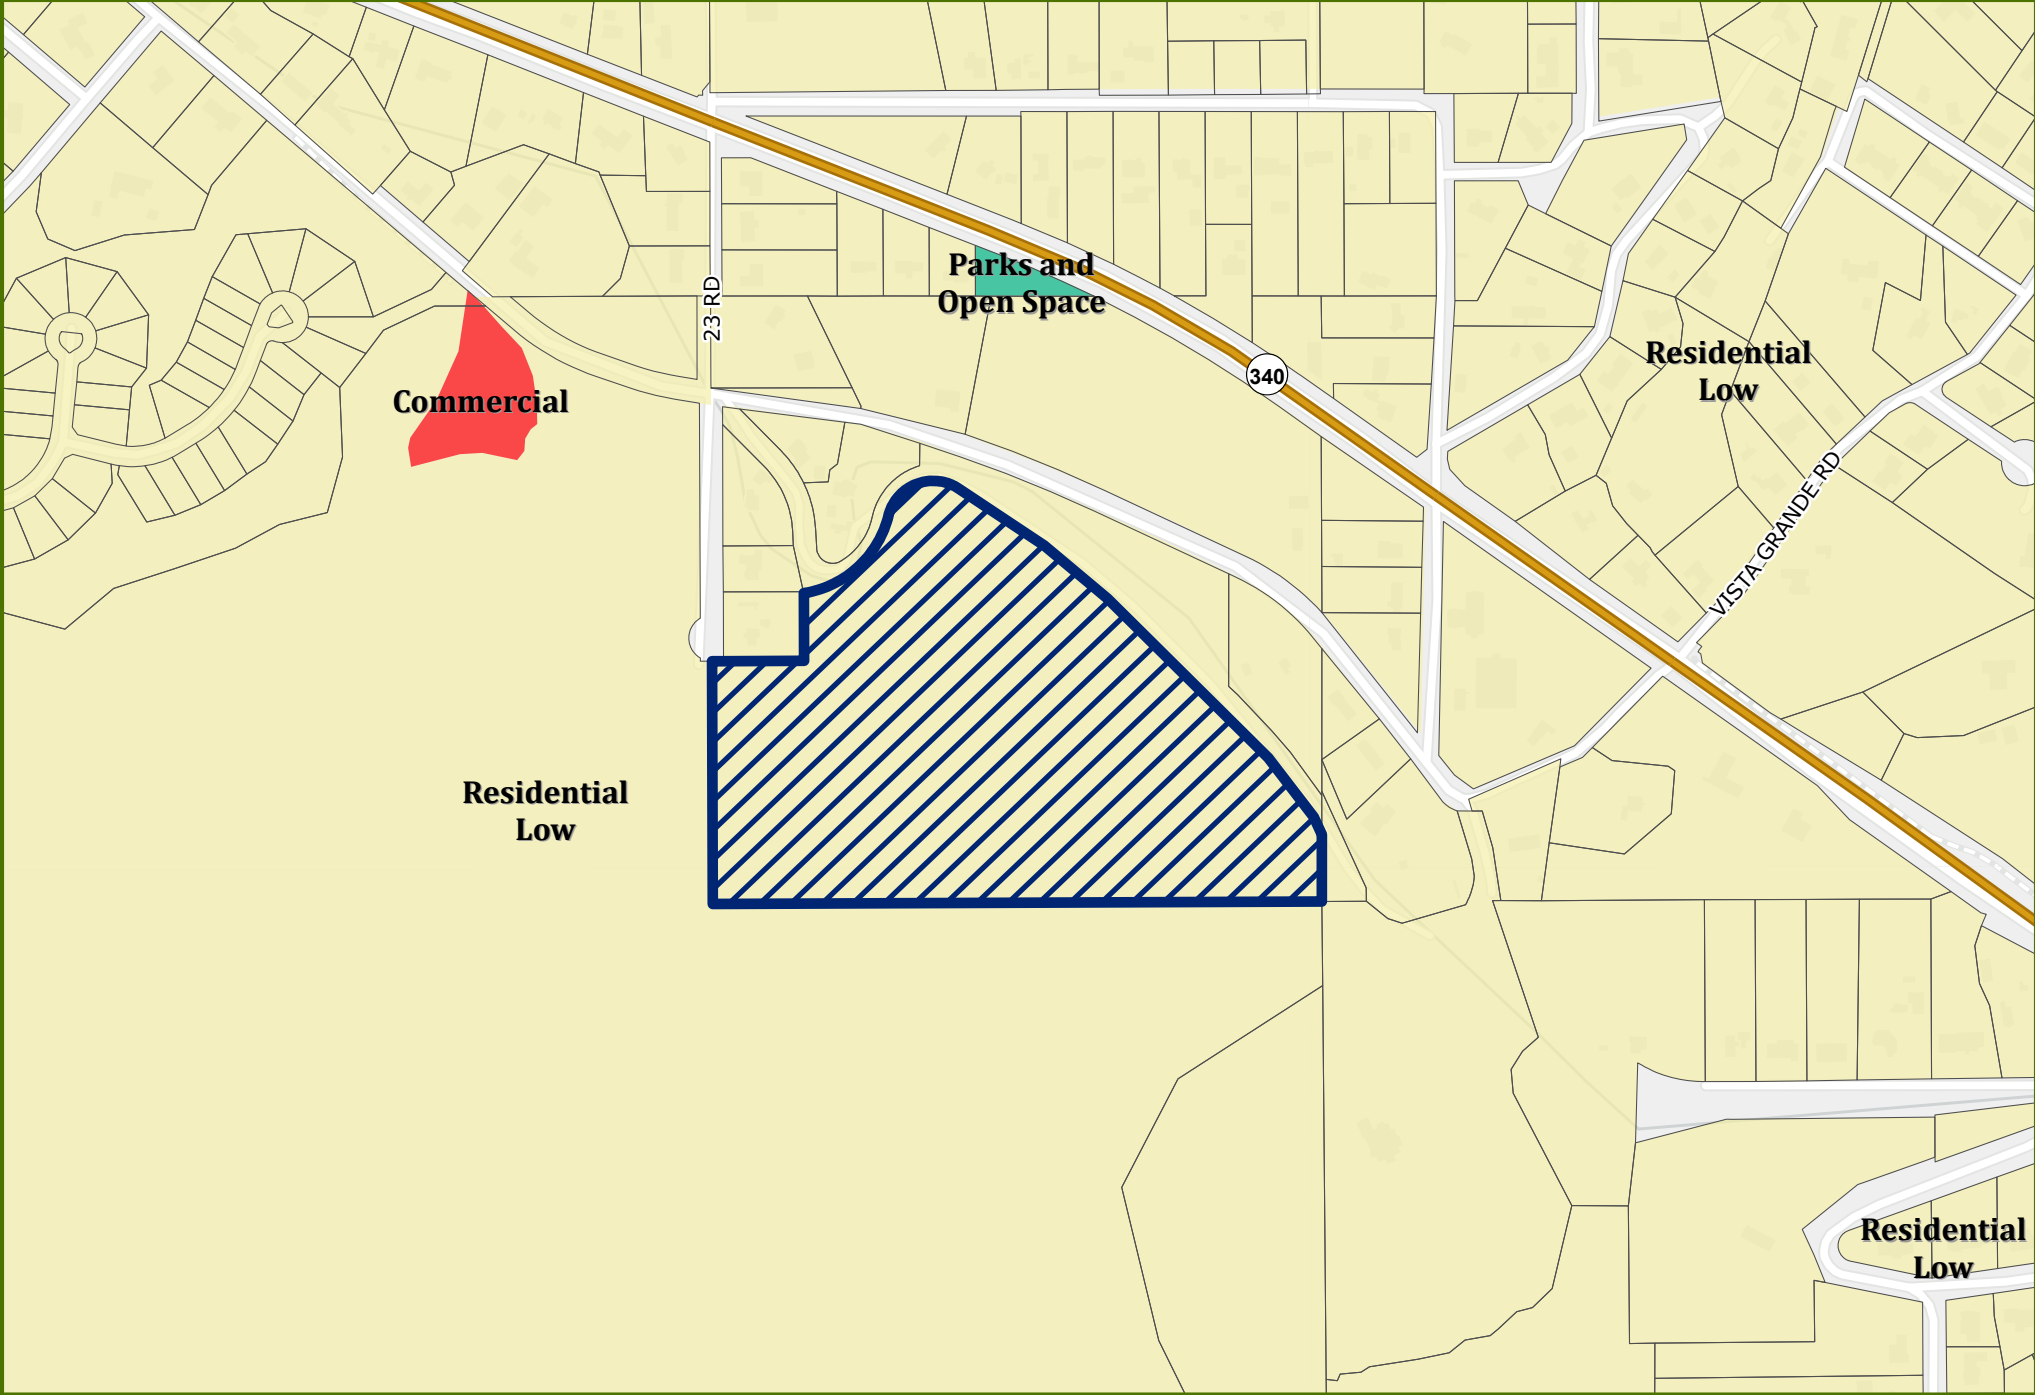 Parks and
Open Space
23 RD
340
Residential
Low
Commercial
VISTA GRANDE RD
Residential
Low
Residential
Low